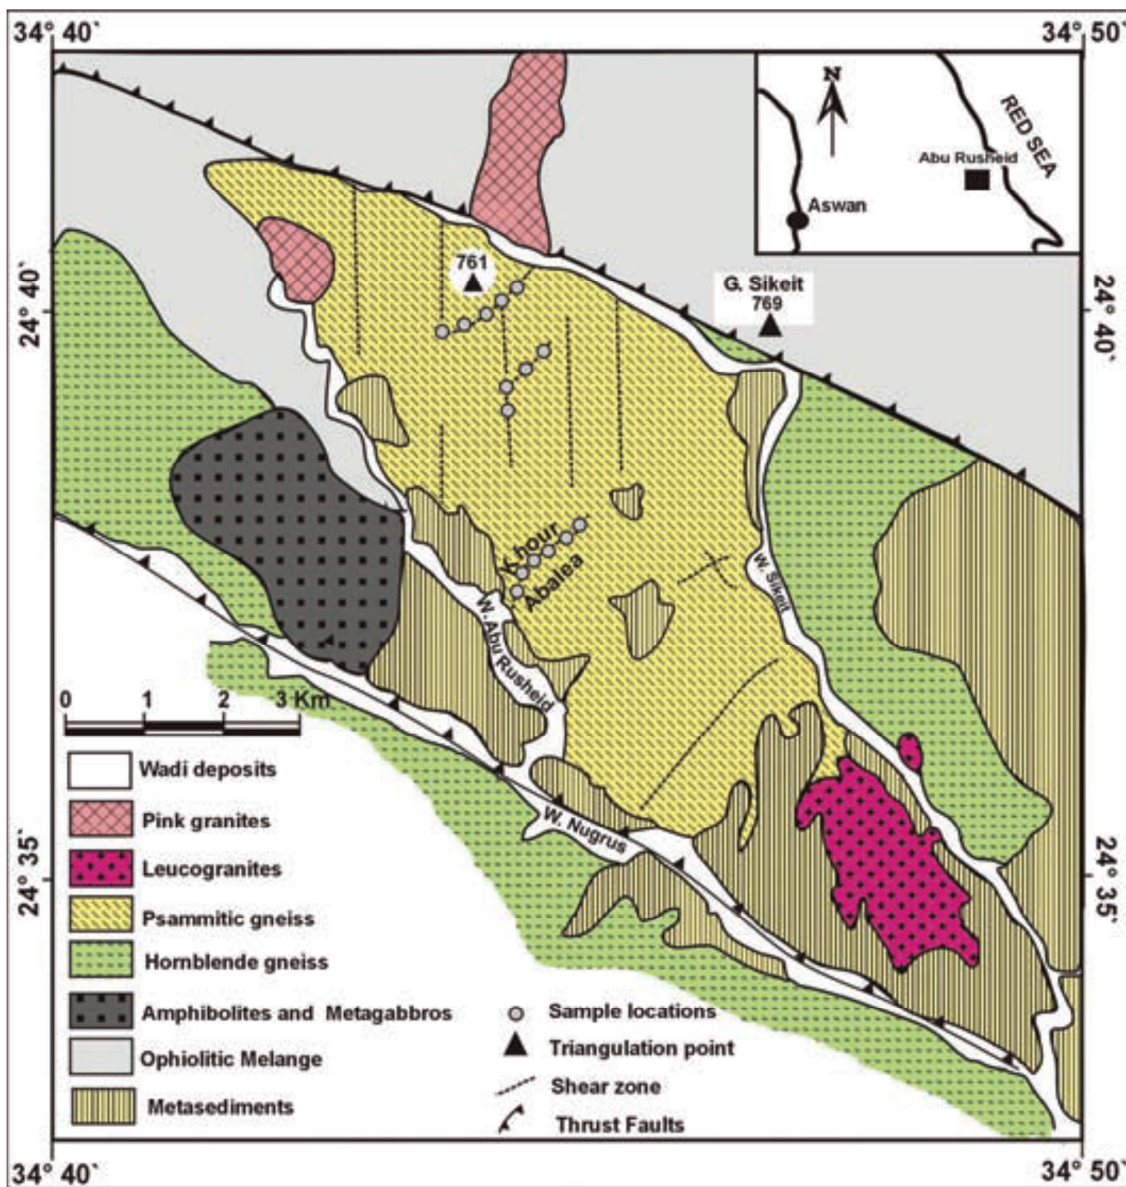 34° 40`
34° 50`
N
RED SEA
Abu Rusheid
Aswan
761
G. Sikeit
769
24° 40`
24° 40`
Khour
Abalea
W. Sikeit
W. Abu Rusheid
0 1 2 3 Km
W. Nugrus
24° 35`
24° 35`
Wadi deposits
Pink granites
Leucogranites
Psammitic gneiss
Hornblende gneiss
Amphibolites and Metagabbros
Ophiolitic Melange
Metasediments
Sample locations
Triangulation point
Shear zone
Thrust Faults
34° 40`
34° 50`